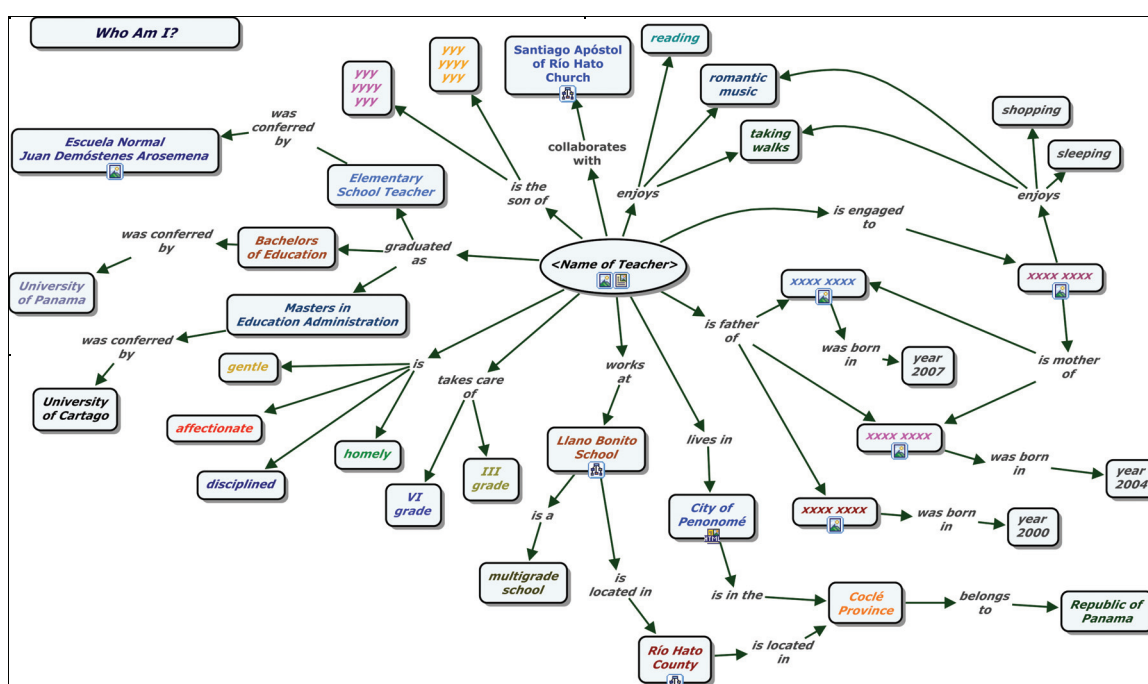 Who Am I?
yyy
yyyy
yyy
yyy
yyyy
yyy
Santiago Apóstol
of Río Hato
Church
reading
romantic
music
taking
walks
shopping
sleeping
enjoys
was
conferred
by
Escuela Normal
Juan Demóstenes Arosemena
Elementary
School Teacher
is the
son of
collaborates
with
enjoys
is engaged
to
xxxx xxxx
was conferred
by
Bachelors
of Education
graduated
as
<Name of Teacher>
University
of Panama
Masters in
Education Administration
xxxx xxxx
is father
of
was born
in
year
2007
is mother
of
was conferred
by
University
of Cartago
is
gentle
affectionate
disciplined
homely
takes care
of
VI
grade
III
grade
works
at
Llano Bonito
School
is a
multigrade
school
is
located in
Río Hato
County
is located
in
lives in
City of
Penonomé
is in the
Coclé
Province
belongs
to
Republic of
Panama
xxxx xxxx
was born
in
year
2004
xxxx xxxx
was born
in
year
2000